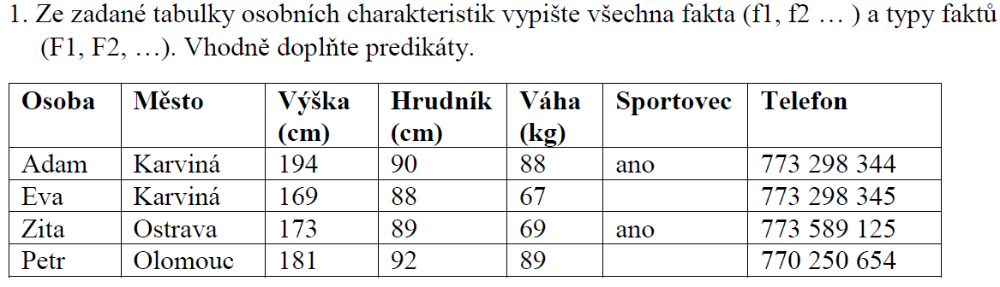 1. Ze zadané tabulky osobních charakteristik vypište všechna fakta (f1, f2 … ) a typy faktů
(F1, F2, …). Vhodně doplňte predikáty.
Osoba Město Výška (cm) Hrudník (cm) Váha (kg) Sportovec Telefon
Adam Karviná 194 90 88 ano 773 298 344
Eva Karviná 169 88 67 773 298 345
Zita Ostrava 173 89 69 ano 773 589 125
Petr Olomouc 181 92 89 770 250 654